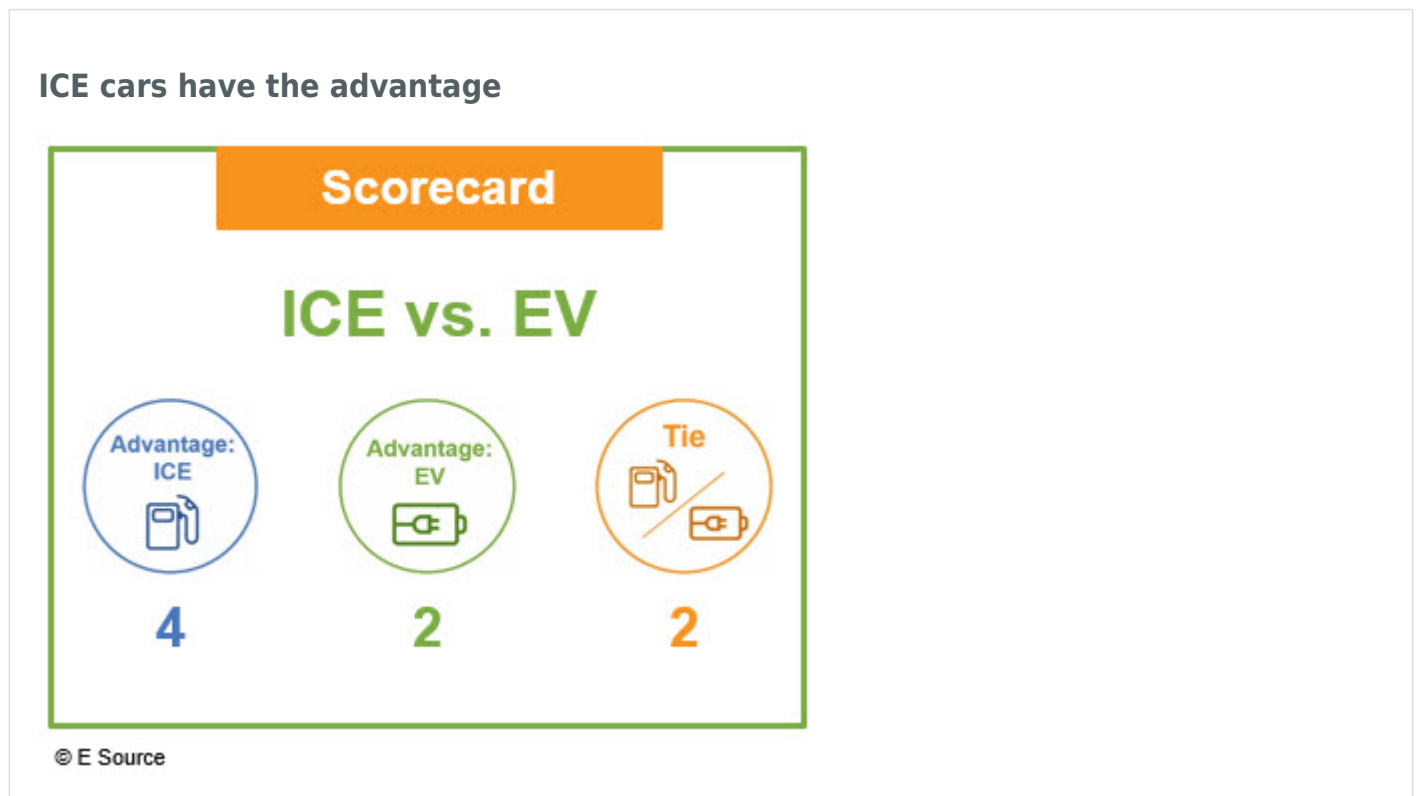 ICE cars have the advantage
Scorecard
ICE vs. EV
Advantage:
ICE
Advantage:
EV
Tie
4
2
2
© E Source